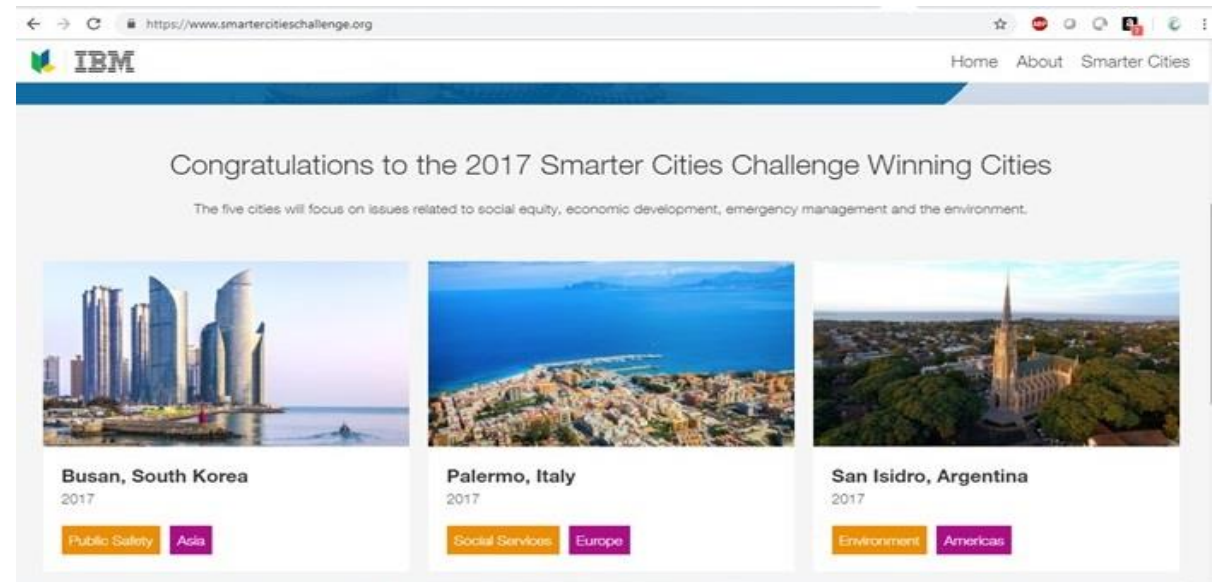 https://www.smartercitieschallenge.org
IBM
Home About Smarter Cities
Congratulations to the 2017 Smarter Cities Challenge Winning Cities
The five cities will focus on issues related to social equity, economic development, emergency management and the environment.
Busan, South Korea
2017
Public Safety Asia
Palermo, Italy
2017
Social Services Europe
San Isidro, Argentina
2017
Environment Americas